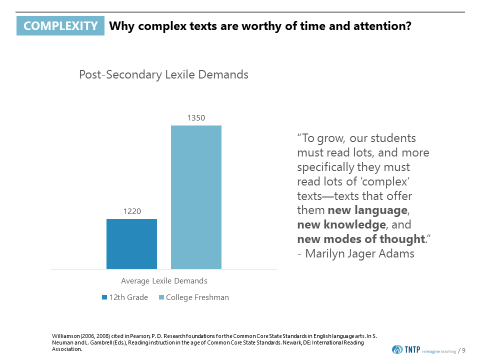 COMPLEXITY Why complex texts are worthy of time and attention?
Post-Secondary Lexile Demands
1350
1220
Average Lexile Demands
12th Grade College Freshman
“To grow, our students
must read lots, and more
specifically they must
read lots of ‘complex’
texts—texts that offer
them new language,
new knowledge, and
new modes of thought.”
- Marilyn Jager Adams
Williamson (2006, 2008) cited in Pearson, P. D. Research foundations for the Common Core State Standards in English language arts. In S.
Neuman and L. Gambrell (Eds.), Reading instruction in the age of Common Core State Standards. Newark, DE: International Reading
Association.
TNTP reimagine teaching / 9